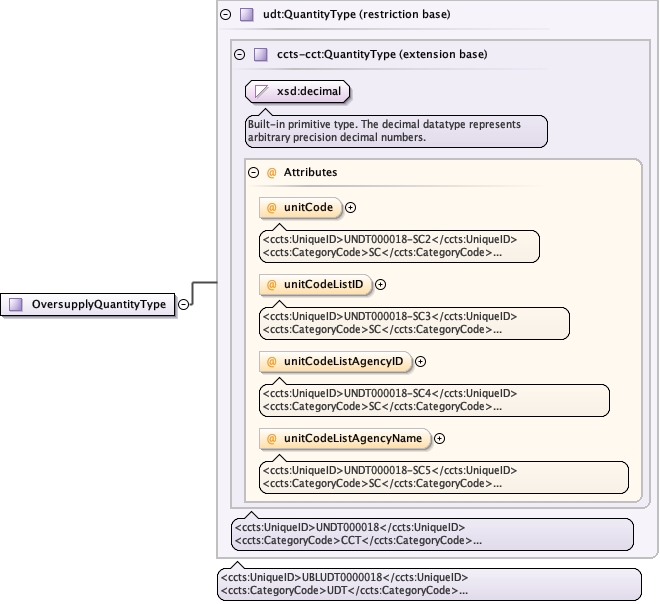 udt:QuantityType (restriction base)
ccts-cct:QuantityType (extension base)
xsd:decimal
Built-in primitive type. The decimal datatype represents
arbitrary precision decimal numbers.
@ Attributes
@ unitCode
<ccts:UniqueID>UNDT000018-SC2</ccts:UniqueID>
<ccts:CategoryCode>SC</ccts:CategoryCode>...
@ unitCodeListID
<ccts:UniqueID>UNDT000018-SC3</ccts:UniqueID>
<ccts:CategoryCode>SC</ccts:CategoryCode>...
OversupplyQuantityType
@ unitCodeListAgencyID
<ccts:UniqueID>UNDT000018-SC4</ccts:UniqueID>
<ccts:CategoryCode>SC</ccts:CategoryCode>...
@ unitCodeListAgencyName
<ccts:UniqueID>UNDT000018-SC5</ccts:UniqueID>
<ccts:CategoryCode>SC</ccts:CategoryCode>...
<ccts:UniqueID>UNDT000018</ccts:UniqueID>
<ccts:CategoryCode>CCT</ccts:CategoryCode>...
<ccts:UniqueID>UBLUDT0000018</ccts:UniqueID>
<ccts:CategoryCode>UDT</ccts:CategoryCode>...